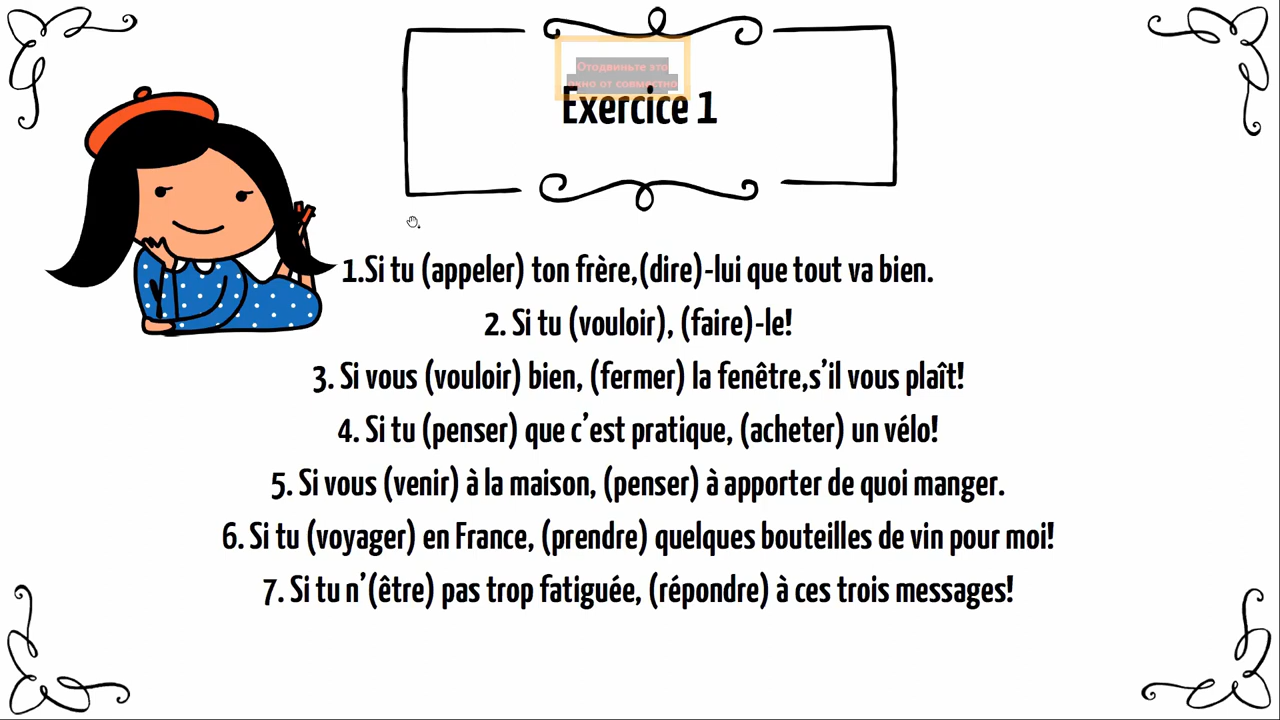 Отодвиньте это
окно от совместно
Exercice 1
1.Si tu (appeler) ton frère,(dire)-lui que tout va bien.
2. Si tu (vouloir), (faire)-le!
3. Si vous (vouloir) bien, (fermer) la fenêtre,s’il vous plaît!
4. Si tu (penser) que c’est pratique, (acheter) un vélo!
5. Si vous (venir) à la maison, (penser) à apporter de quoi manger.
6. Si tu (voyager) en France, (prendre) quelques bouteilles de vin pour moi!
7. Si tu n’(être) pas trop fatiguée, (répondre) à ces trois messages!